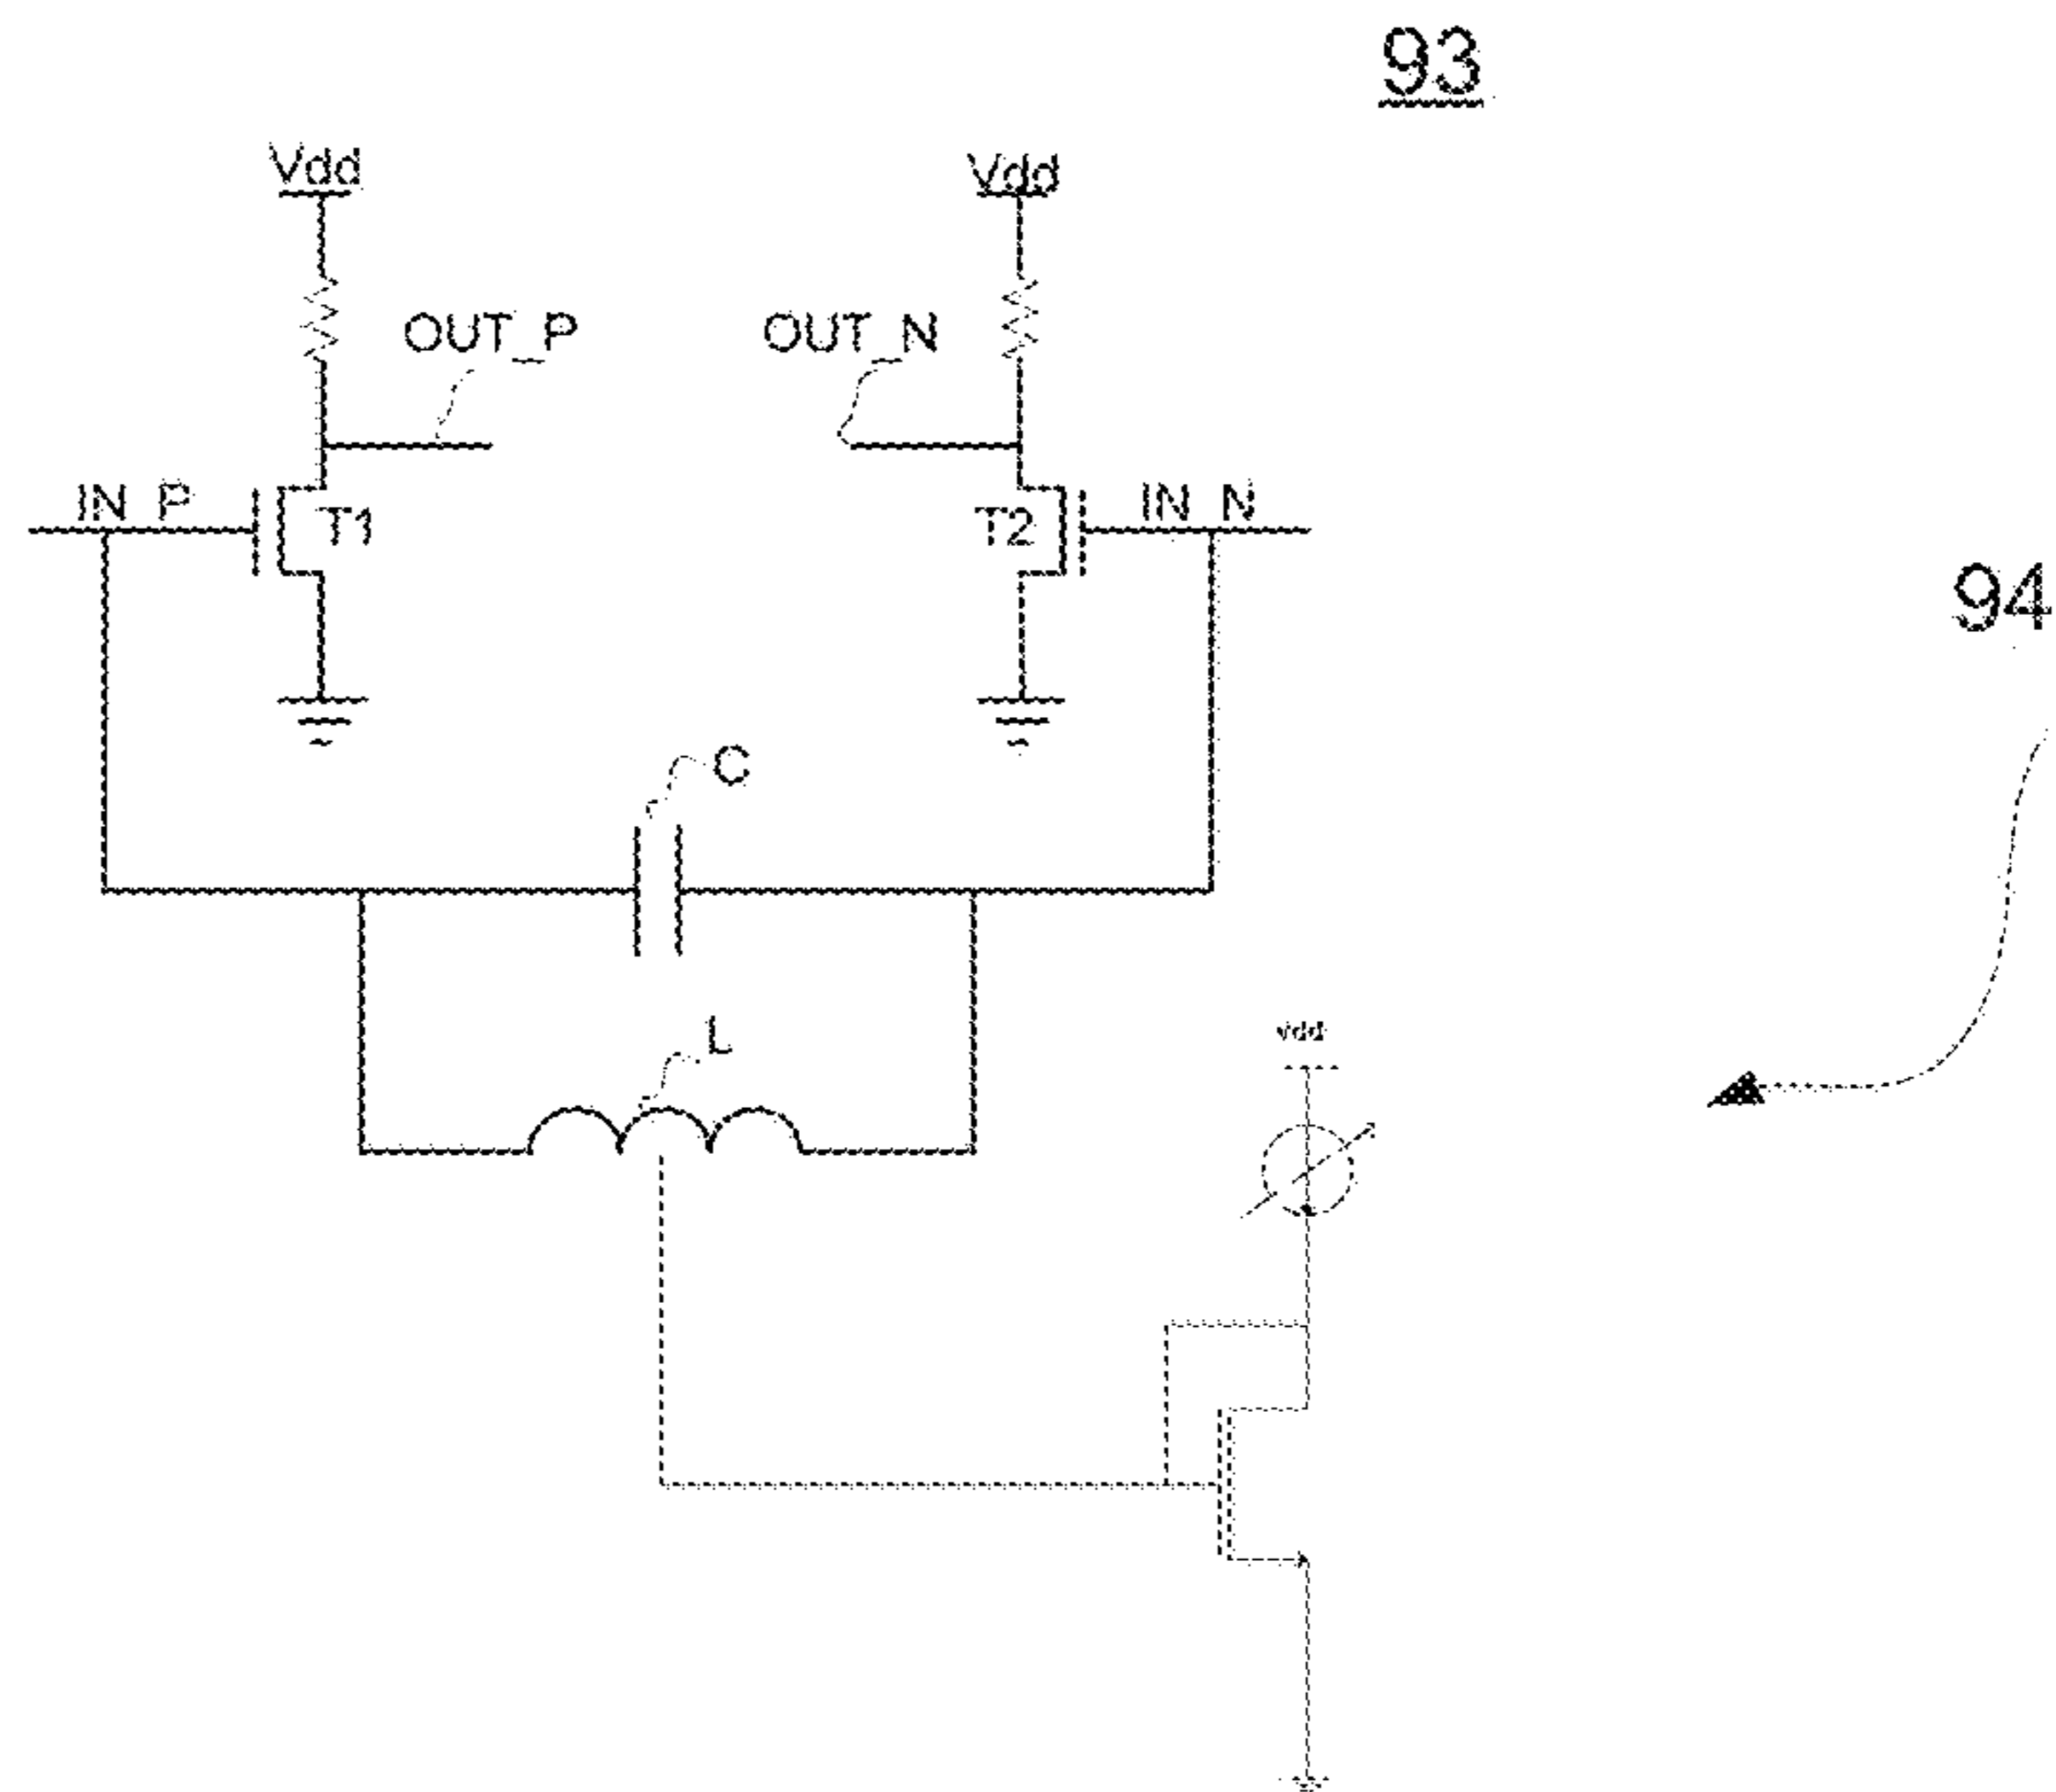 93
Vdd
Vdd
OUT_P
OUT_N
IN_P
T1
T2
IN_N
94
C
L
vdd